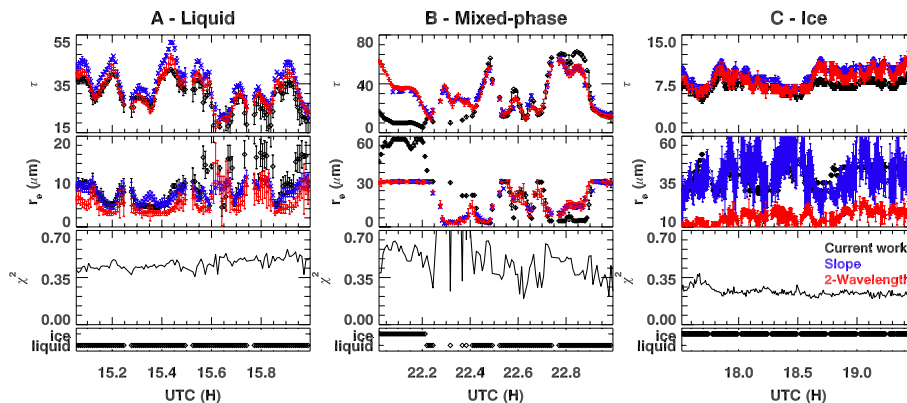 A - Liquid
B - Mixed-phase
C - Ice
55
35
15
τ
80
60
40
20
0
τ
15.0
7.5
0.0
τ
20
10
0
rₑ (μm)
60
30
0
rₑ (μm)
60
35
10
rₑ (μm)
0.70
0.35
0.00
χ²
0.70
0.35
0.00
χ²
0.70
0.35
0.00
χ²
Current work
Slope
2-Wavelength
ice
liquid
ice
liquid
ice
liquid
15.2 15.4 15.6 15.8
22.2 22.4 22.6 22.8
18.0 18.5 19.0
UTC (H)
UTC (H)
UTC (H)